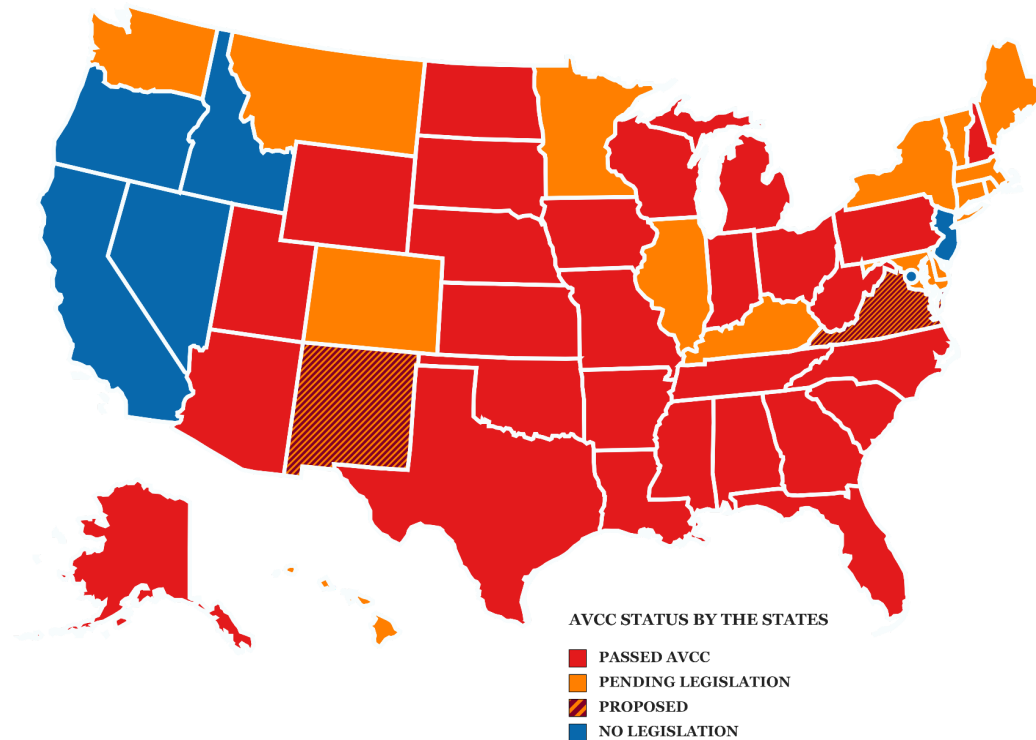 AVCC STATUS BY THE STATES
PASSED AVCC
PENDING LEGISLATION
PROPOSED
NO LEGISLATION